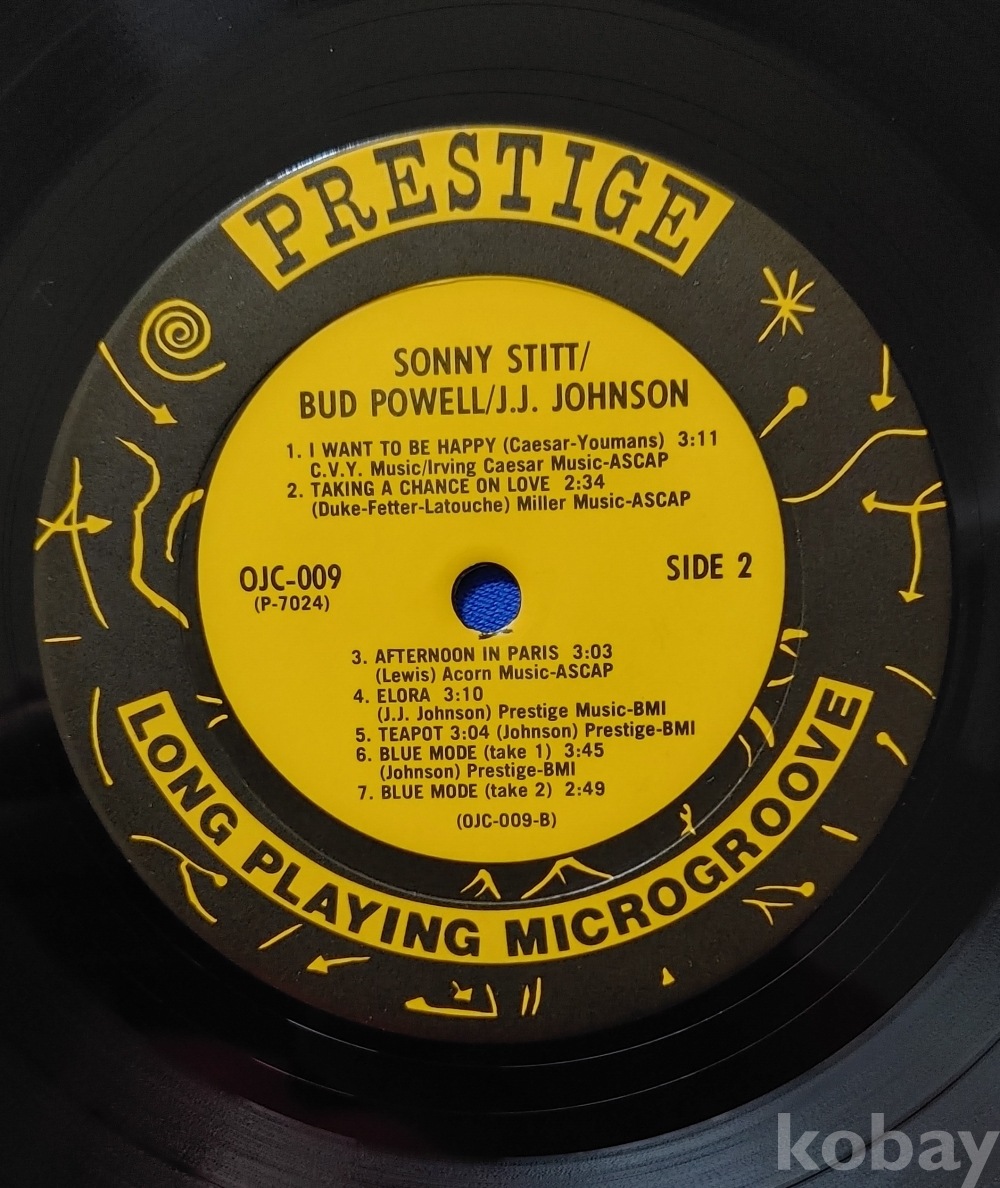 PRESTIGE
SONNY STITT/
BUD POWELL/J.J. JOHNSON
1. I WANT TO BE HAPPY (Caesar-Youmans) 3:11
C.V.Y. Music/Irving Caesar Music-ASCAP
2. TAKING A CHANCE ON LOVE 2:34
(Duke-Fetter-Latouche) Miller Music-ASCAP
OJC-009
(P-7024)
SIDE 2
3. AFTERNOON IN PARIS 3:03
(Lewis) Acorn Music-ASCAP
4. ELORA 3:10
(J.J. Johnson) Prestige Music-BMI
5. TEAPOT 3:04 (Johnson) Prestige-BMI
6. BLUE MODE (take 1) 3:45
(Johnson) Prestige-BMI
7. BLUE MODE (take 2) 2:49
(OJC-009-B)
LONG PLAYING MICROGROOVE
kobay